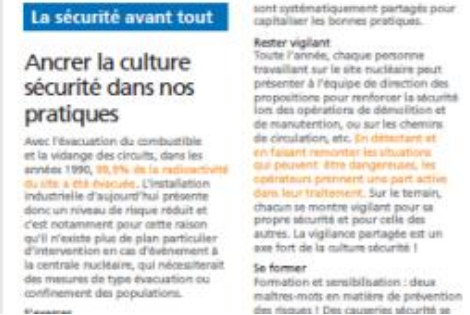 La sécurité avant tout
Ancrer la culture
sécurité dans nos
pratiques
Avec l'évacuation du combustible
et la vidange des circuits, dans les
années 1990, 99,9% de la radioactivité
du site a été évacuée. L'installation
industrielle d'aujourd'hui présente
donc un niveau de risque réduit et
c'est notamment pour cette raison
qu'il n'existe plus de plan particulier
d'intervention en cas d'évènement à
la centrale nucléaire, qui nécessiterait
des mesures de type évacuation ou
confinement des populations.
S'exercer
sont systématiquement partagés pour
capitaliser les bonnes pratiques.
Rester vigilant
Toute l'année, chaque personne
travaillant sur le site nucléaire peut
présenter à l'équipe de direction des
propositions pour renforcer la sécurité
lors des opérations de démolition et
de manutention, ou sur les chemins
de circulation, etc. En détectant et
en faisant remonter les situations
qui peuvent être dangereuses, les
opérateurs prennent une part active
dans leur traitement. Sur le terrain,
chacun se montre vigilant pour sa
propre sécurité et pour celle des
autres. La vigilance partagée est un
axe fort de la culture sécurité !
Se former
Formation et sensibilisation : deux
maîtres-mots en matière de prévention
des risques ! Des causeries sécurité se